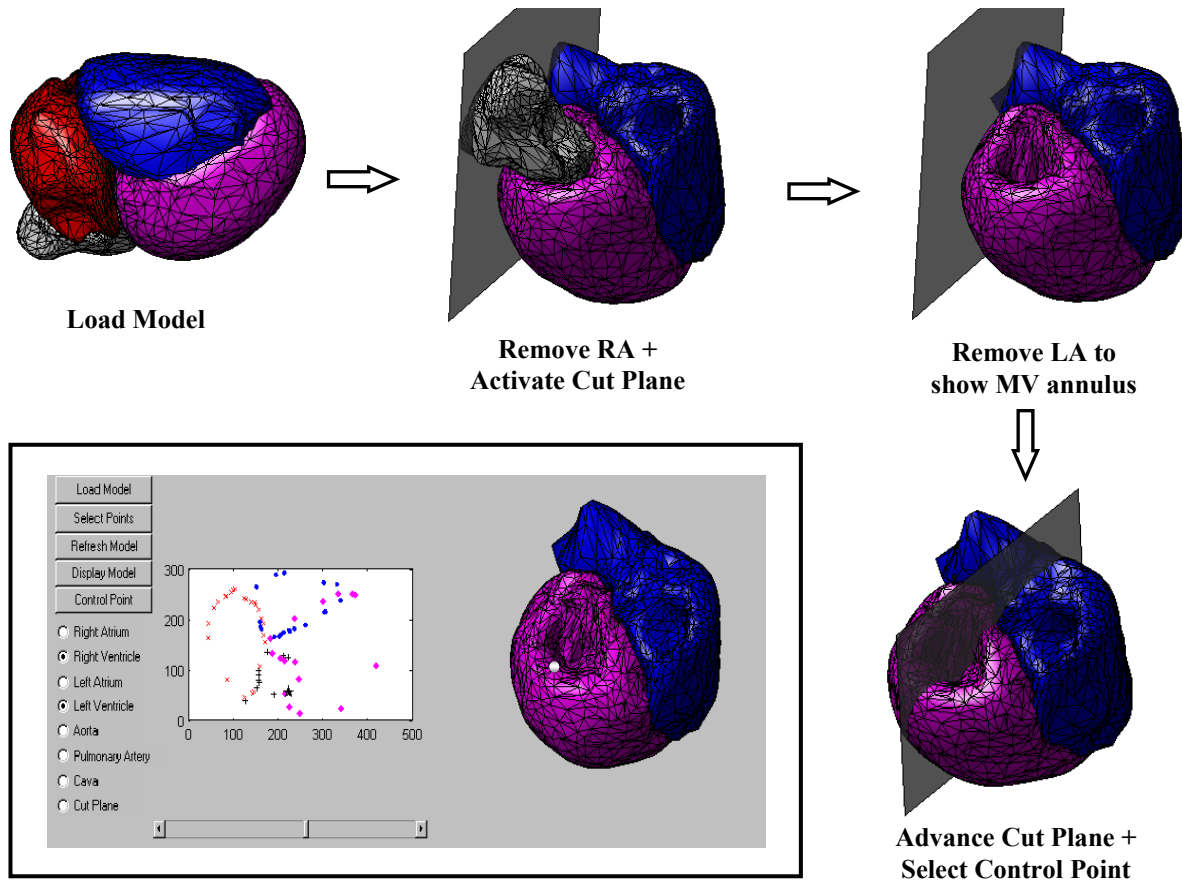 Load Model
Remove RA +
Activate Cut Plane
Remove LA to
show MV annulus
Load Model
Select Points
Refresh Model
Display Model
Control Point
Right Atrium
Right Ventricle
Left Atrium
Left Ventricle
Aorta
Pulmonary Artery
Cava
Cut Plane
300
200
100
0
0 100 200 300 400 500
Advance Cut Plane +
Select Control Point